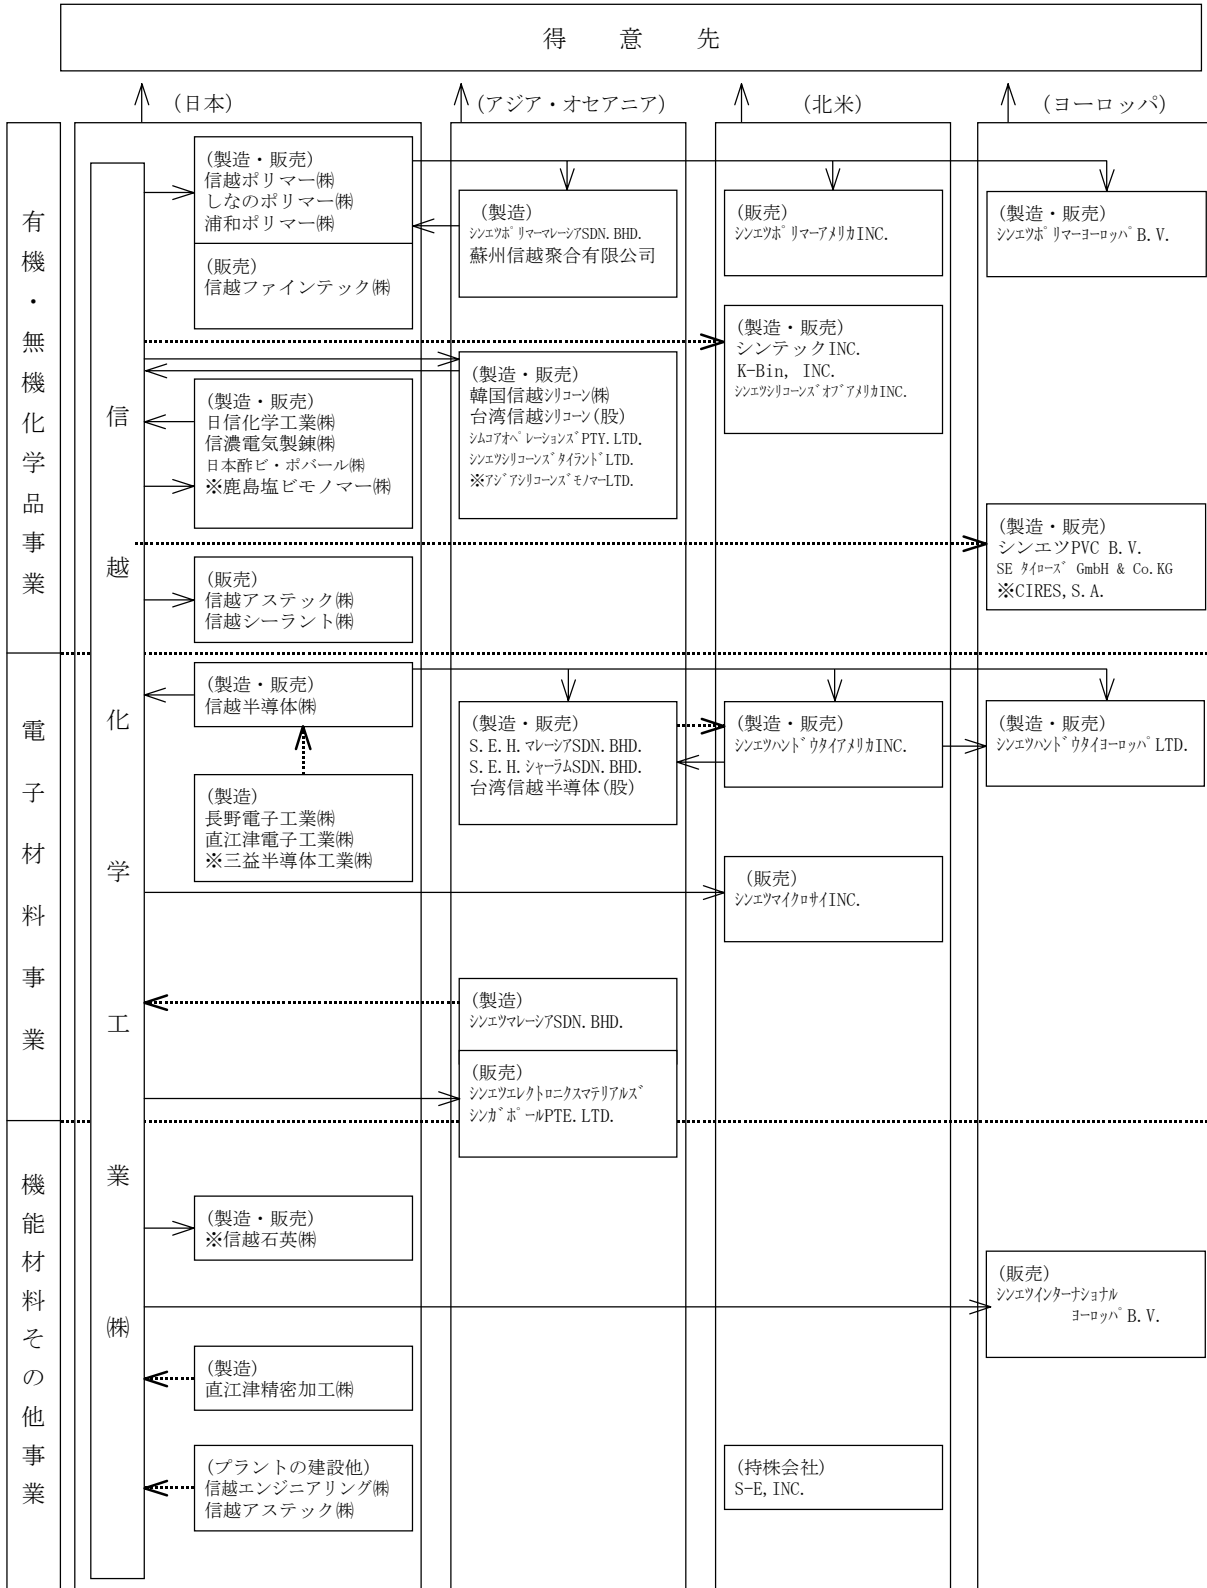 得意先
(日本)
(アジア・オセアニア)
(北米)
(ヨーロッパ)
有機・無機化学品事業
電子材料事業
機能材料その他事業
信越化学工業㈱
(製造・販売)
信越ポリマー㈱
しなのポリマー㈱
浦和ポリマー㈱
(販売)
信越ファインテック㈱
(製造)
ｼﾝｴﾂﾎﾟﾘﾏｰﾏﾚｰｼｱSDN.BHD.
蘇州信越聚合有限公司
(販売)
ｼﾝｴﾂﾎﾟﾘﾏｰｱﾒﾘｶINC.
(製造・販売)
ｼﾝｴﾂﾎﾟﾘﾏｰﾖｰﾛｯﾊﾟB.V.
(製造・販売)
シンテックINC.
K-Bin, INC.
ｼﾝｴﾂｼﾘｺｰﾝｽﾞｵﾌﾞｱﾒﾘｶINC.
(製造・販売)
日信化学工業㈱
信濃電気製錬㈱
日本酢ビ・ポバール㈱
※鹿島塩ビモノマー㈱
(製造・販売)
韓国信越ｼﾘｺｰﾝ㈱
台湾信越ｼﾘｺｰﾝ(股)
ｼﾑｺｱｵﾍﾟﾚｰｼｮﾝｽﾞPTY.LTD.
ｼﾝｴﾂｼﾘｺｰﾝｽﾞﾀｲﾗﾝﾄﾞLTD.
※ｱｼﾞｱｼﾘｺｰﾝｽﾞﾓﾉﾏｰLTD.
(製造・販売)
シンエツPVC B.V.
SE ﾀｲﾛｰｽﾞ GmbH & Co.KG
※CIRES,S.A.
(販売)
信越アステック㈱
信越シーラント㈱
(製造・販売)
信越半導体㈱
(製造・販売)
S.E.H.ﾏﾚｰｼｱSDN.BHD.
S.E.H.ｼｬｰﾗﾑSDN.BHD.
台湾信越半導体(股)
(製造・販売)
ｼﾝｴﾂﾊﾝﾄﾞｳﾀｲｱﾒﾘｶINC.
(製造・販売)
ｼﾝｴﾂﾊﾝﾄﾞｳﾀｲﾖｰﾛｯﾊﾟLTD.
(製造)
長野電子工業㈱
直江津電子工業㈱
※三益半導体工業㈱
(販売)
ｼﾝｴﾂﾏｲｸﾛｻｲINC.
(製造)
ｼﾝｴﾂﾏﾚｰｼｱSDN.BHD.
(販売)
ｼﾝｴﾂｴﾚｸﾄﾛﾆｸｽﾏﾃﾘｱﾙｽﾞ
ｼﾝｶﾞﾎﾟｰﾙPTE.LTD.
(製造・販売)
※信越石英㈱
(販売)
ｼﾝｴﾂｲﾝﾀｰﾅｼｮﾅﾙ
ﾖｰﾛｯﾊﾟB.V.
(製造)
直江津精密加工㈱
(プラントの建設他)
信越エンジニアリング㈱
信越アステック㈱
(持株会社)
S-E,INC.